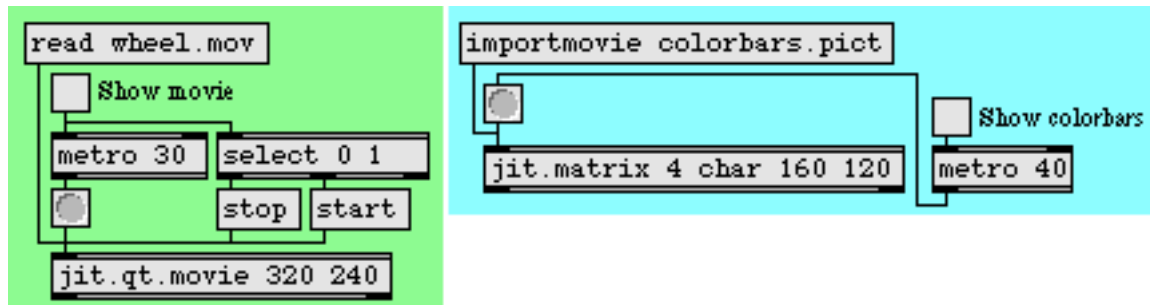 read wheel.mov
Show movie
metro 30
select 0 1
stop
start
jit.qt.movie 320 240
importmovie colorbars.pict
Show colorbars
jit.matrix 4 char 160 120
metro 40